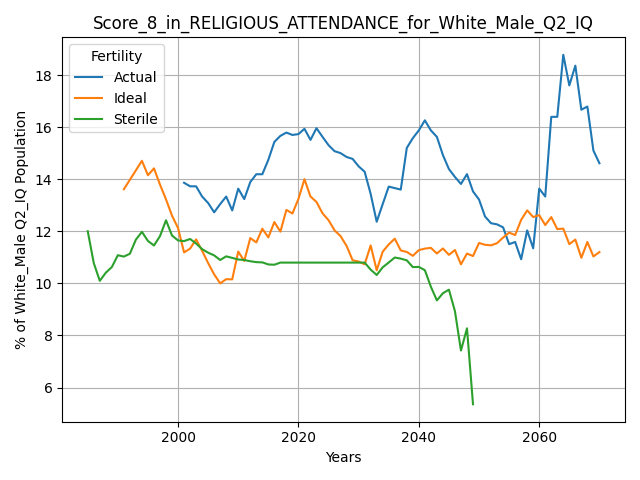 Score_8_in_RELIGIOUS_ATTENDANCE_for_White_Male_Q2_IQ
Fertility
Actual
Ideal
Sterile
% of White_Male Q2_IQ Population
18
16
14
12
10
8
6
2000 2020 2040 2060
Years